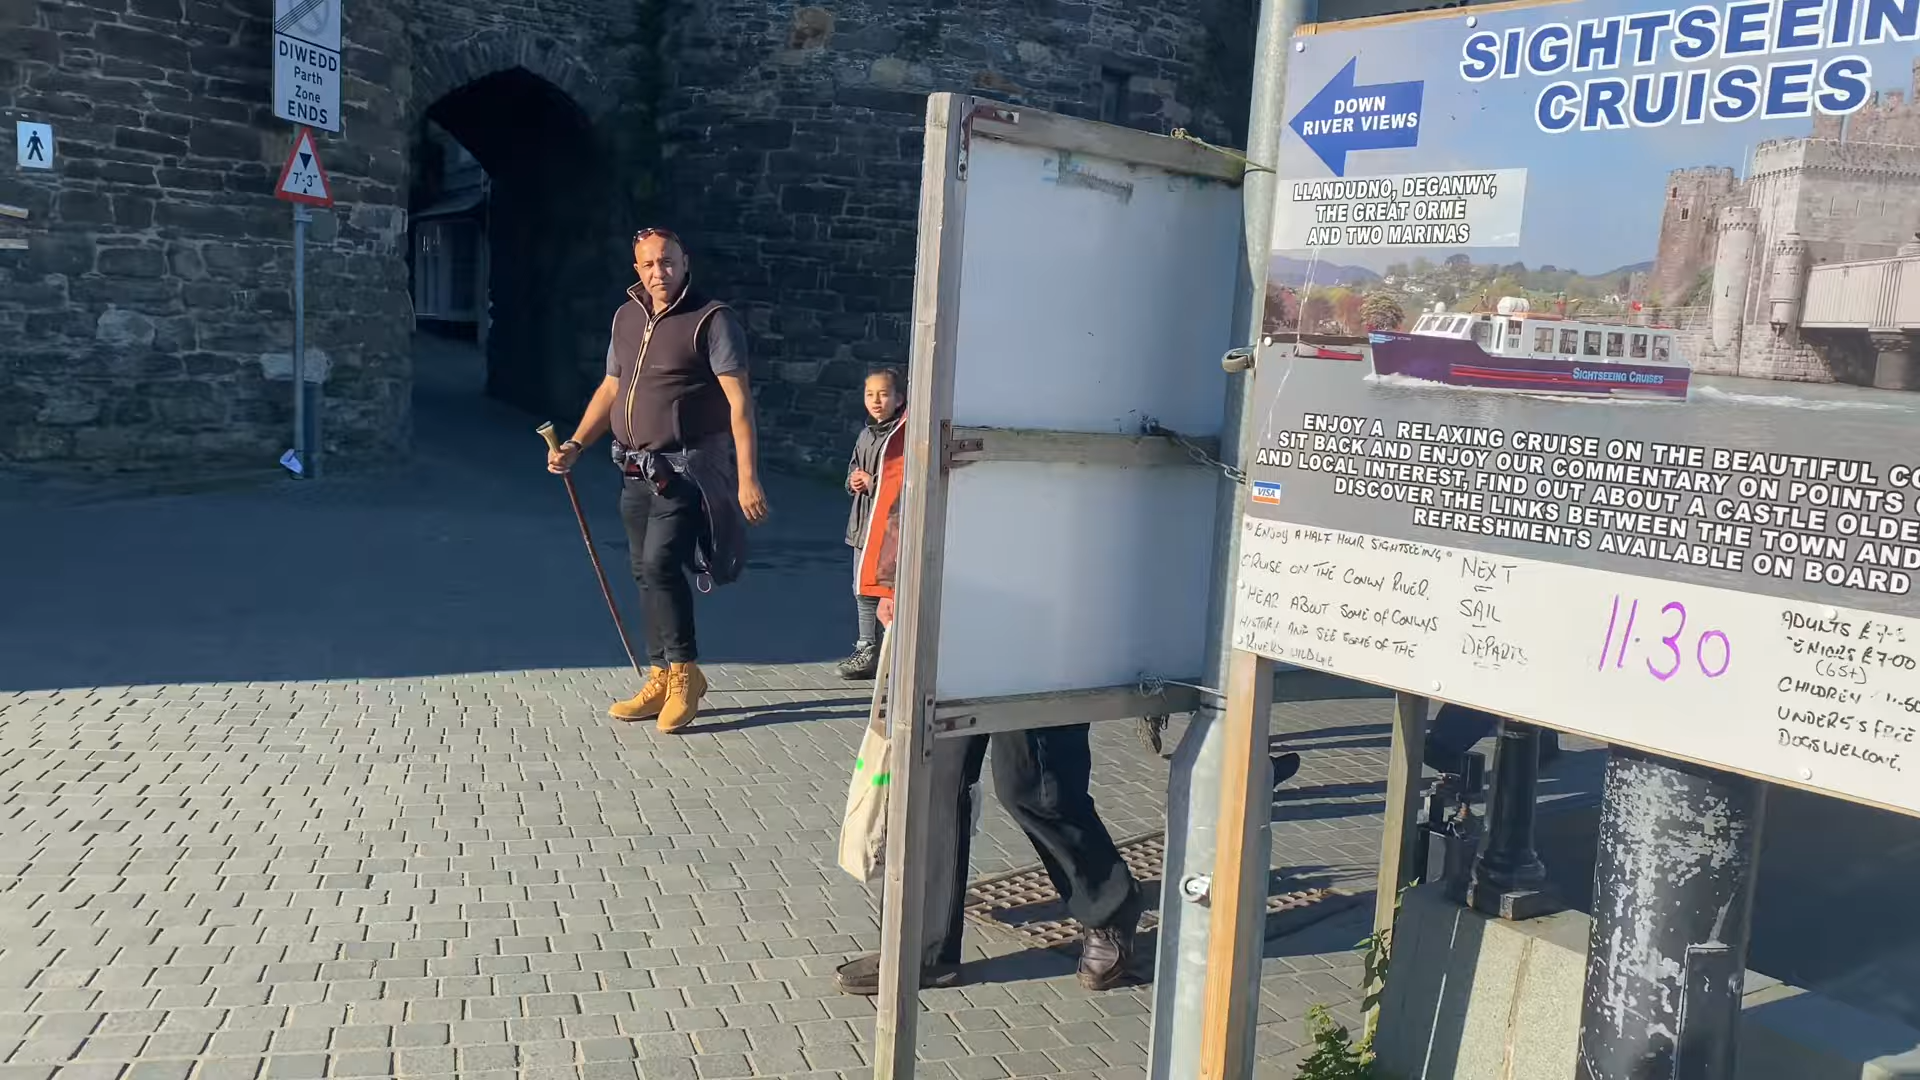 DIWEDD
Parth
Zone
ENDS
7'-3"
SIGHTSEEIN
CRUISES
DOWN
RIVER VIEWS
LLANDUDNO, DEGANWY,
THE GREAT ORME
AND TWO MARINAS
SIGHTSEEING CRUISES
ENJOY A RELAXING CRUISE ON THE BEAUTIFUL CO
SIT BACK AND ENJOY OUR COMMENTARY ON POINTS
AND LOCAL INTEREST, FIND OUT ABOUT A CASTLE OLDE
DISCOVER THE LINKS BETWEEN THE TOWN AND
REFRESHMENTS AVAILABLE ON BOARD
VISA
"ENJOY A HALF HOUR SIGHTSEEING"
CRUISE ON THE CONWY RIVER.
"HEAR ABOUT SOME OF CONWYS
HISTORY AND SEE SOME OF THE
RIVERS WILDLIFE
NEXT
SAIL
DEPARTS
11.30
ADULTS
ENIORS £7.00
(65+)
CHILDREN
UNDER 5'S FREE
DOGS WELCOME.